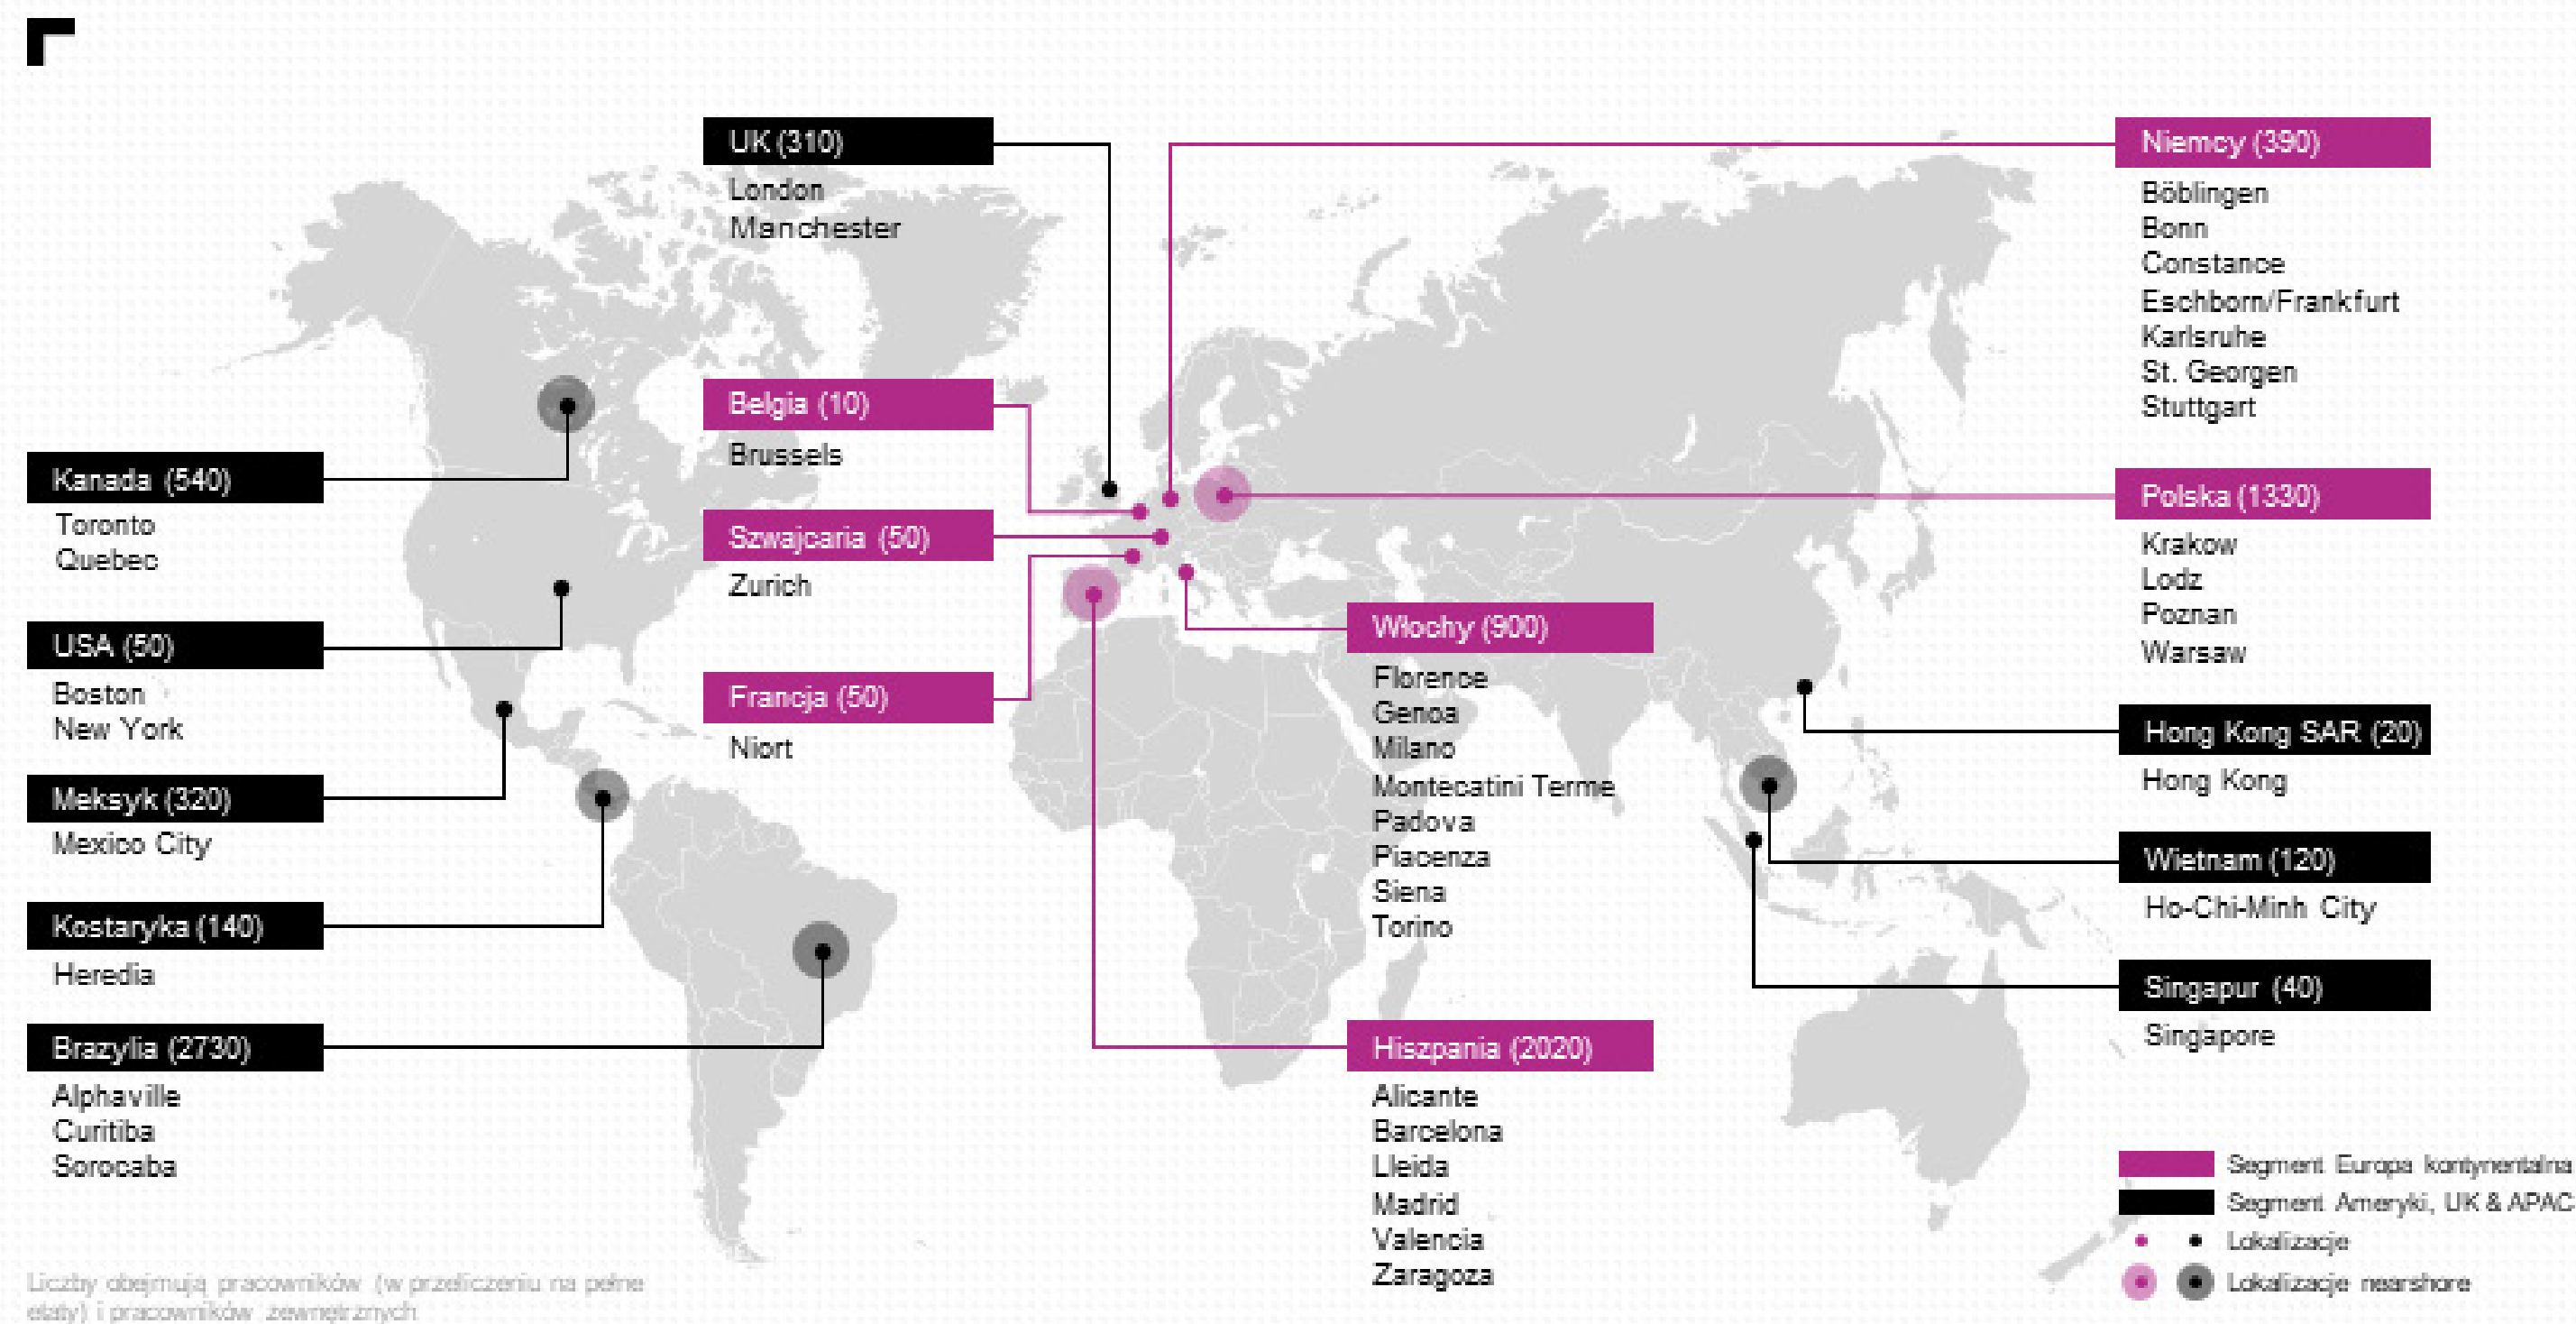 UK (310)
London
Manchester
Niemcy (390)
Böblingen
Bonn
Constance
Eschborn/Frankfurt
Karlsruhe
St. Georgen
Stuttgart
Belgia (10)
Brussels
Kanada (540)
Toronto
Quebec
Szwajcaria (50)
Zurich
Polska (1330)
Krakow
Lodz
Poznan
Warsaw
USA (50)
Boston
New York
Francja (50)
Niort
Włochy (900)
Florence
Genoa
Milano
Montecatini Terme
Padova
Piacenza
Siena
Torino
Hong Kong SAR (20)
Hong Kong
Meksyk (320)
Mexico City
Wietnam (120)
Ho-Chi-Minh City
Kostaryka (140)
Heredia
Singapur (40)
Singapore
Brazylia (2730)
Alphaville
Curitiba
Sorocaba
Hiszpania (2020)
Alicante
Barcelona
Lleida
Madrid
Valencia
Zaragoza
Segment Europa kontynentalna
Segment Ameryki, UK & APAC
Lokalizacje
Lokalizacje nearshore
Liczby obejmują pracowników (w przeliczeniu na pełne
etaty) i pracowników zewnętrznych